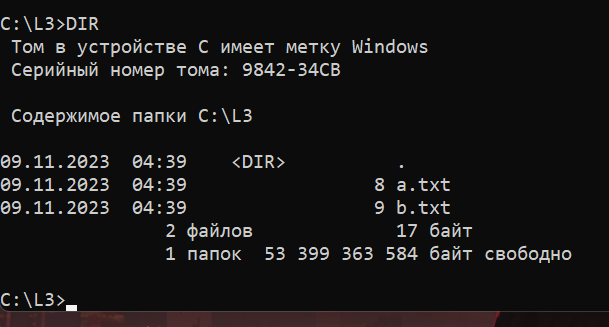 C:\L3>DIR
Том в устройстве C имеет метку Windows
Серийный номер тома: 9842-34CB
Содержимое папки C:\L3
09.11.2023  04:39    <DIR>          .
09.11.2023  04:39                 8 a.txt
09.11.2023  04:39                 9 b.txt
2 файлов             17 байт
1 папок  53 399 363 584 байт свободно
C:\L3>